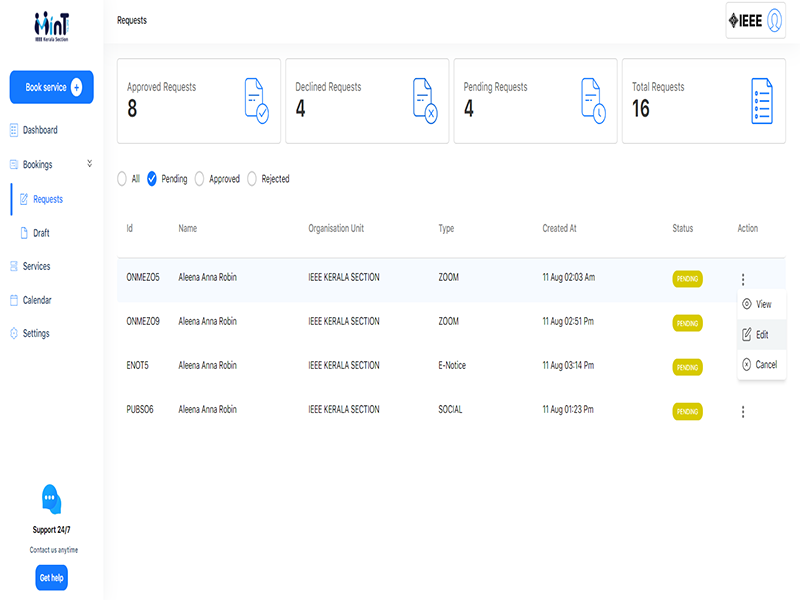 MinT
IEEE Kerala Section
Requests
IEEE
Book service
Dashboard
Bookings
Requests
Draft
Services
Calendar
Settings
Support 24/7
Contact us anytime
Get help
Approved Requests
8
Declined Requests
4
Pending Requests
4
Total Requests
16
All Pending Approved Rejected
Id Name Organisation Unit Type Created At Status Action
ONMEZO5 Aleena Anna Robin IEEE KERALA SECTION ZOOM 11 Aug 02:03 Am PENDING
ONMEZO9 Aleena Anna Robin IEEE KERALA SECTION ZOOM 11 Aug 02:51 Pm PENDING
ENOT5 Aleena Anna Robin IEEE KERALA SECTION E-Notice 11 Aug 03:14 Pm PENDING
PUBSO6 Aleena Anna Robin IEEE KERALA SECTION SOCIAL 11 Aug 01:23 Pm PENDING
View
Edit
Cancel